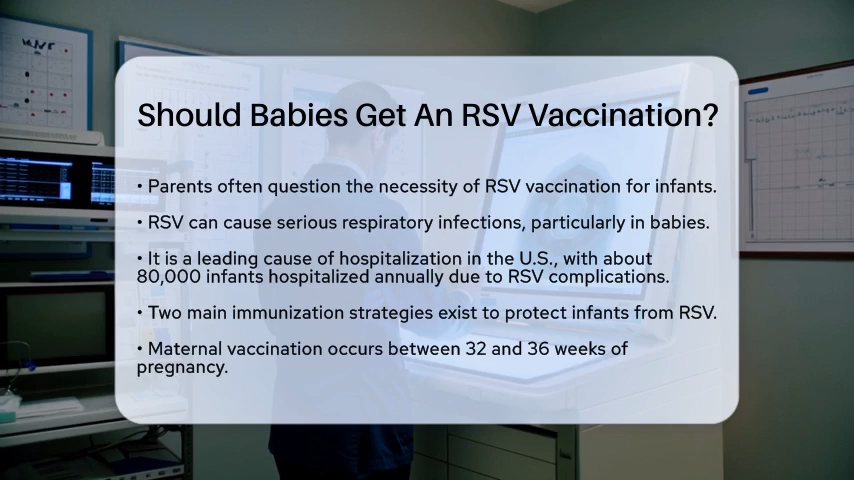 Should Babies Get An RSV Vaccination?
• Parents often question the necessity of RSV vaccination for infants.
• RSV can cause serious respiratory infections, particularly in babies.
• It is a leading cause of hospitalization in the U.S., with about
80,000 infants hospitalized annually due to RSV complications.
• Two main immunization strategies exist to protect infants from RSV.
• Maternal vaccination occurs between 32 and 36 weeks of
pregnancy.